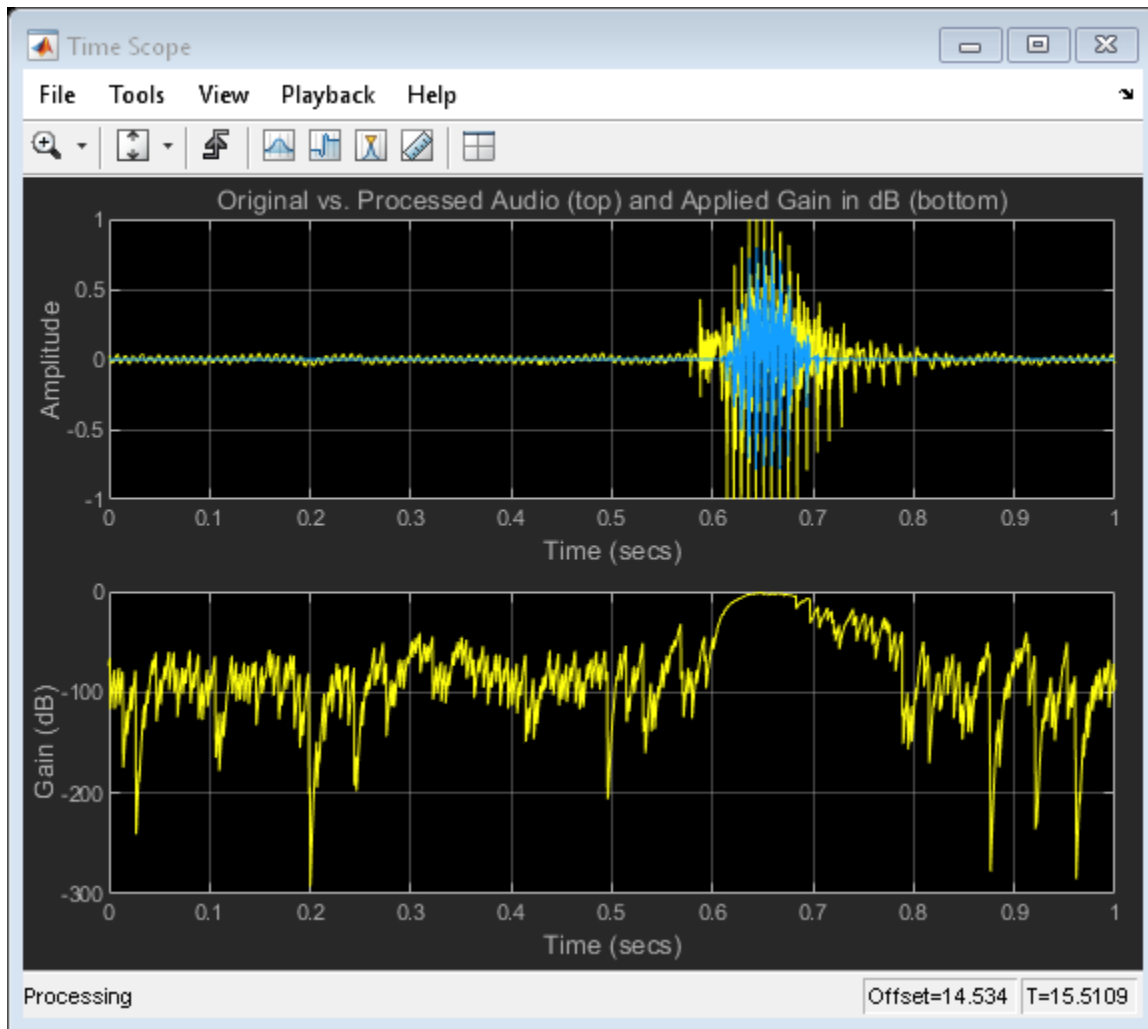 Time Scope
File Tools View Playback Help
Original vs. Processed Audio (top) and Applied Gain in dB (bottom)
Amplitude
1
0.5
0
-0.5
-1
0 0.1 0.2 0.3 0.4 0.5 0.6 0.7 0.8 0.9 1
Time (secs)
Gain (dB)
0
-100
-200
-300
0 0.1 0.2 0.3 0.4 0.5 0.6 0.7 0.8 0.9 1
Time (secs)
Processing Offset=14.534 T=15.5109